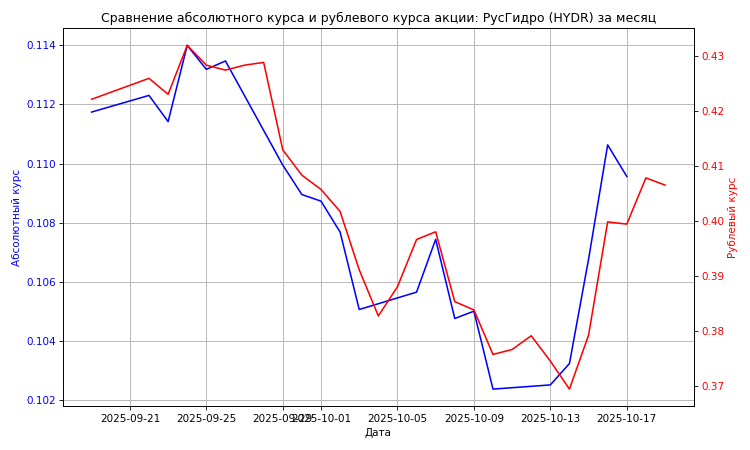 Сравнение абсолютного курса и рублевого курса акции: РусГидро (HYDR) за месяц
0.114
0.112
0.110
0.108
0.106
0.104
0.102
Абсолютный курс
0.43
0.42
0.41
0.40
0.39
0.38
0.37
Рублевый курс
2025-09-21 2025-09-25 2025-09-29 2025-10-01 2025-10-05 2025-10-09 2025-10-13 2025-10-17
Дата